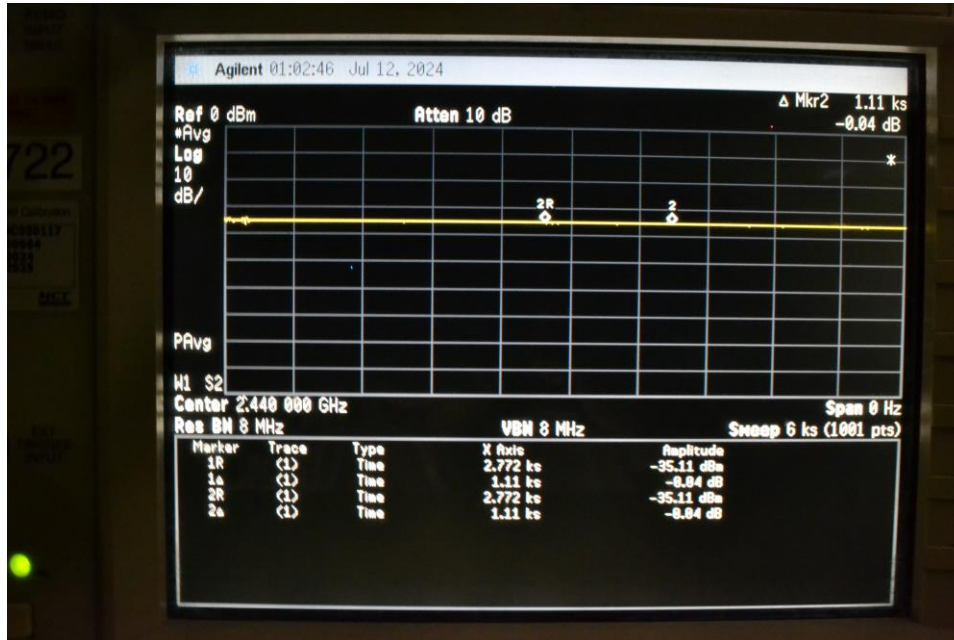 Agilent 01:02:46 Jul 12, 2024
Δ Mkr2 1.11 ks
Ref 0 dBm Atten 10 dB -0.04 dB
*Avg
Log
10
dB/
*
2R 2
PAvg
W1 S2
Center 2.440 000 GHz Span 0 Hz
Res BW 8 MHz VBW 8 MHz Sweep 6 ks (1001 pts)
Marker Trace Type X Axis Amplitude
1R (1) Time 2.772 ks -35.11 dBm
1Δ (1) Time 1.11 ks -0.04 dB
2R (1) Time 2.772 ks -35.11 dBm
2Δ (1) Time 1.11 ks -0.04 dB
722